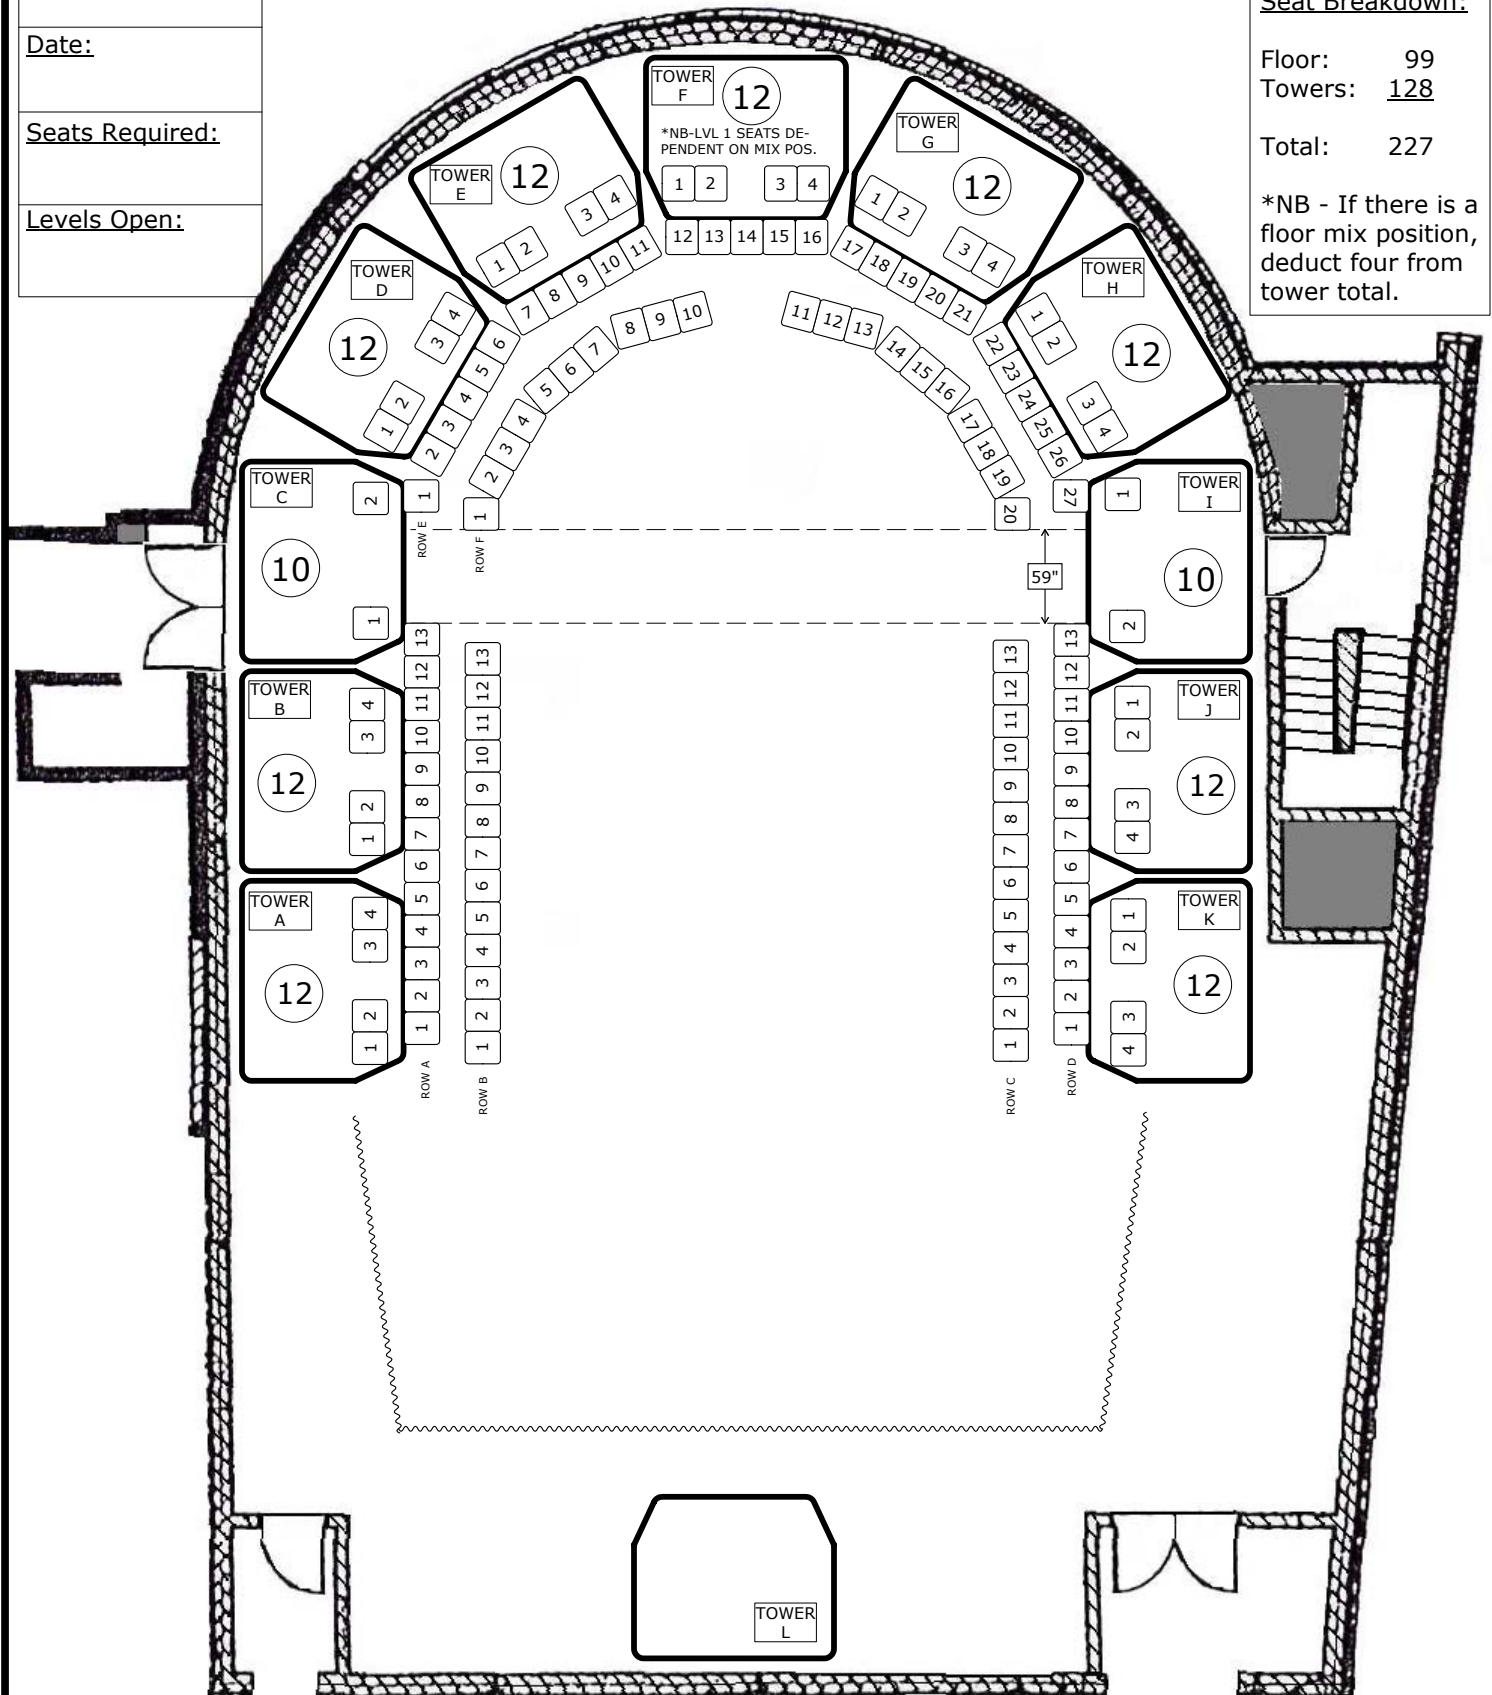 Date:
Seats Required:
Levels Open:
Seat Breakdown:
Floor: 99
Towers: 128
Total: 227
*NB - If there is a
floor mix position,
deduct four from
tower total.
TOWER
F
12
*NB-LVL 1 SEATS DE-
PENDENT ON MIX POS.
1 2 3 4
TOWER
E
12
1 2 3 4
TOWER
G
12
1 2 3 4
TOWER
D
12
1 2 3 4
TOWER
H
12
1 2 3 4
TOWER
C
10
1 2
TOWER
I
10
1 2
TOWER
B
12
1 2 3 4
TOWER
J
12
1 2 3 4
TOWER
A
12
1 2 3 4
TOWER
K
12
1 2 3 4
ROW E
1 2 3 4 5 6 7 8 9 10 11 12 13 14 15 16 17 18 19 20 21 22 23 24 25 26 27
ROW F
1 2 3 4 5 6 7 8 9 10 11 12 13 14 15 16 17 18 19 20
59"
ROW A
1 2 3 4 5 6 7 8 9 10 11 12 13
ROW B
1 2 3 4 5 6 7 8 9 10 11 12 13
ROW C
1 2 3 4 5 6 7 8 9 10 11 12 13
ROW D
1 2 3 4 5 6 7 8 9 10 11 12 13
TOWER
L